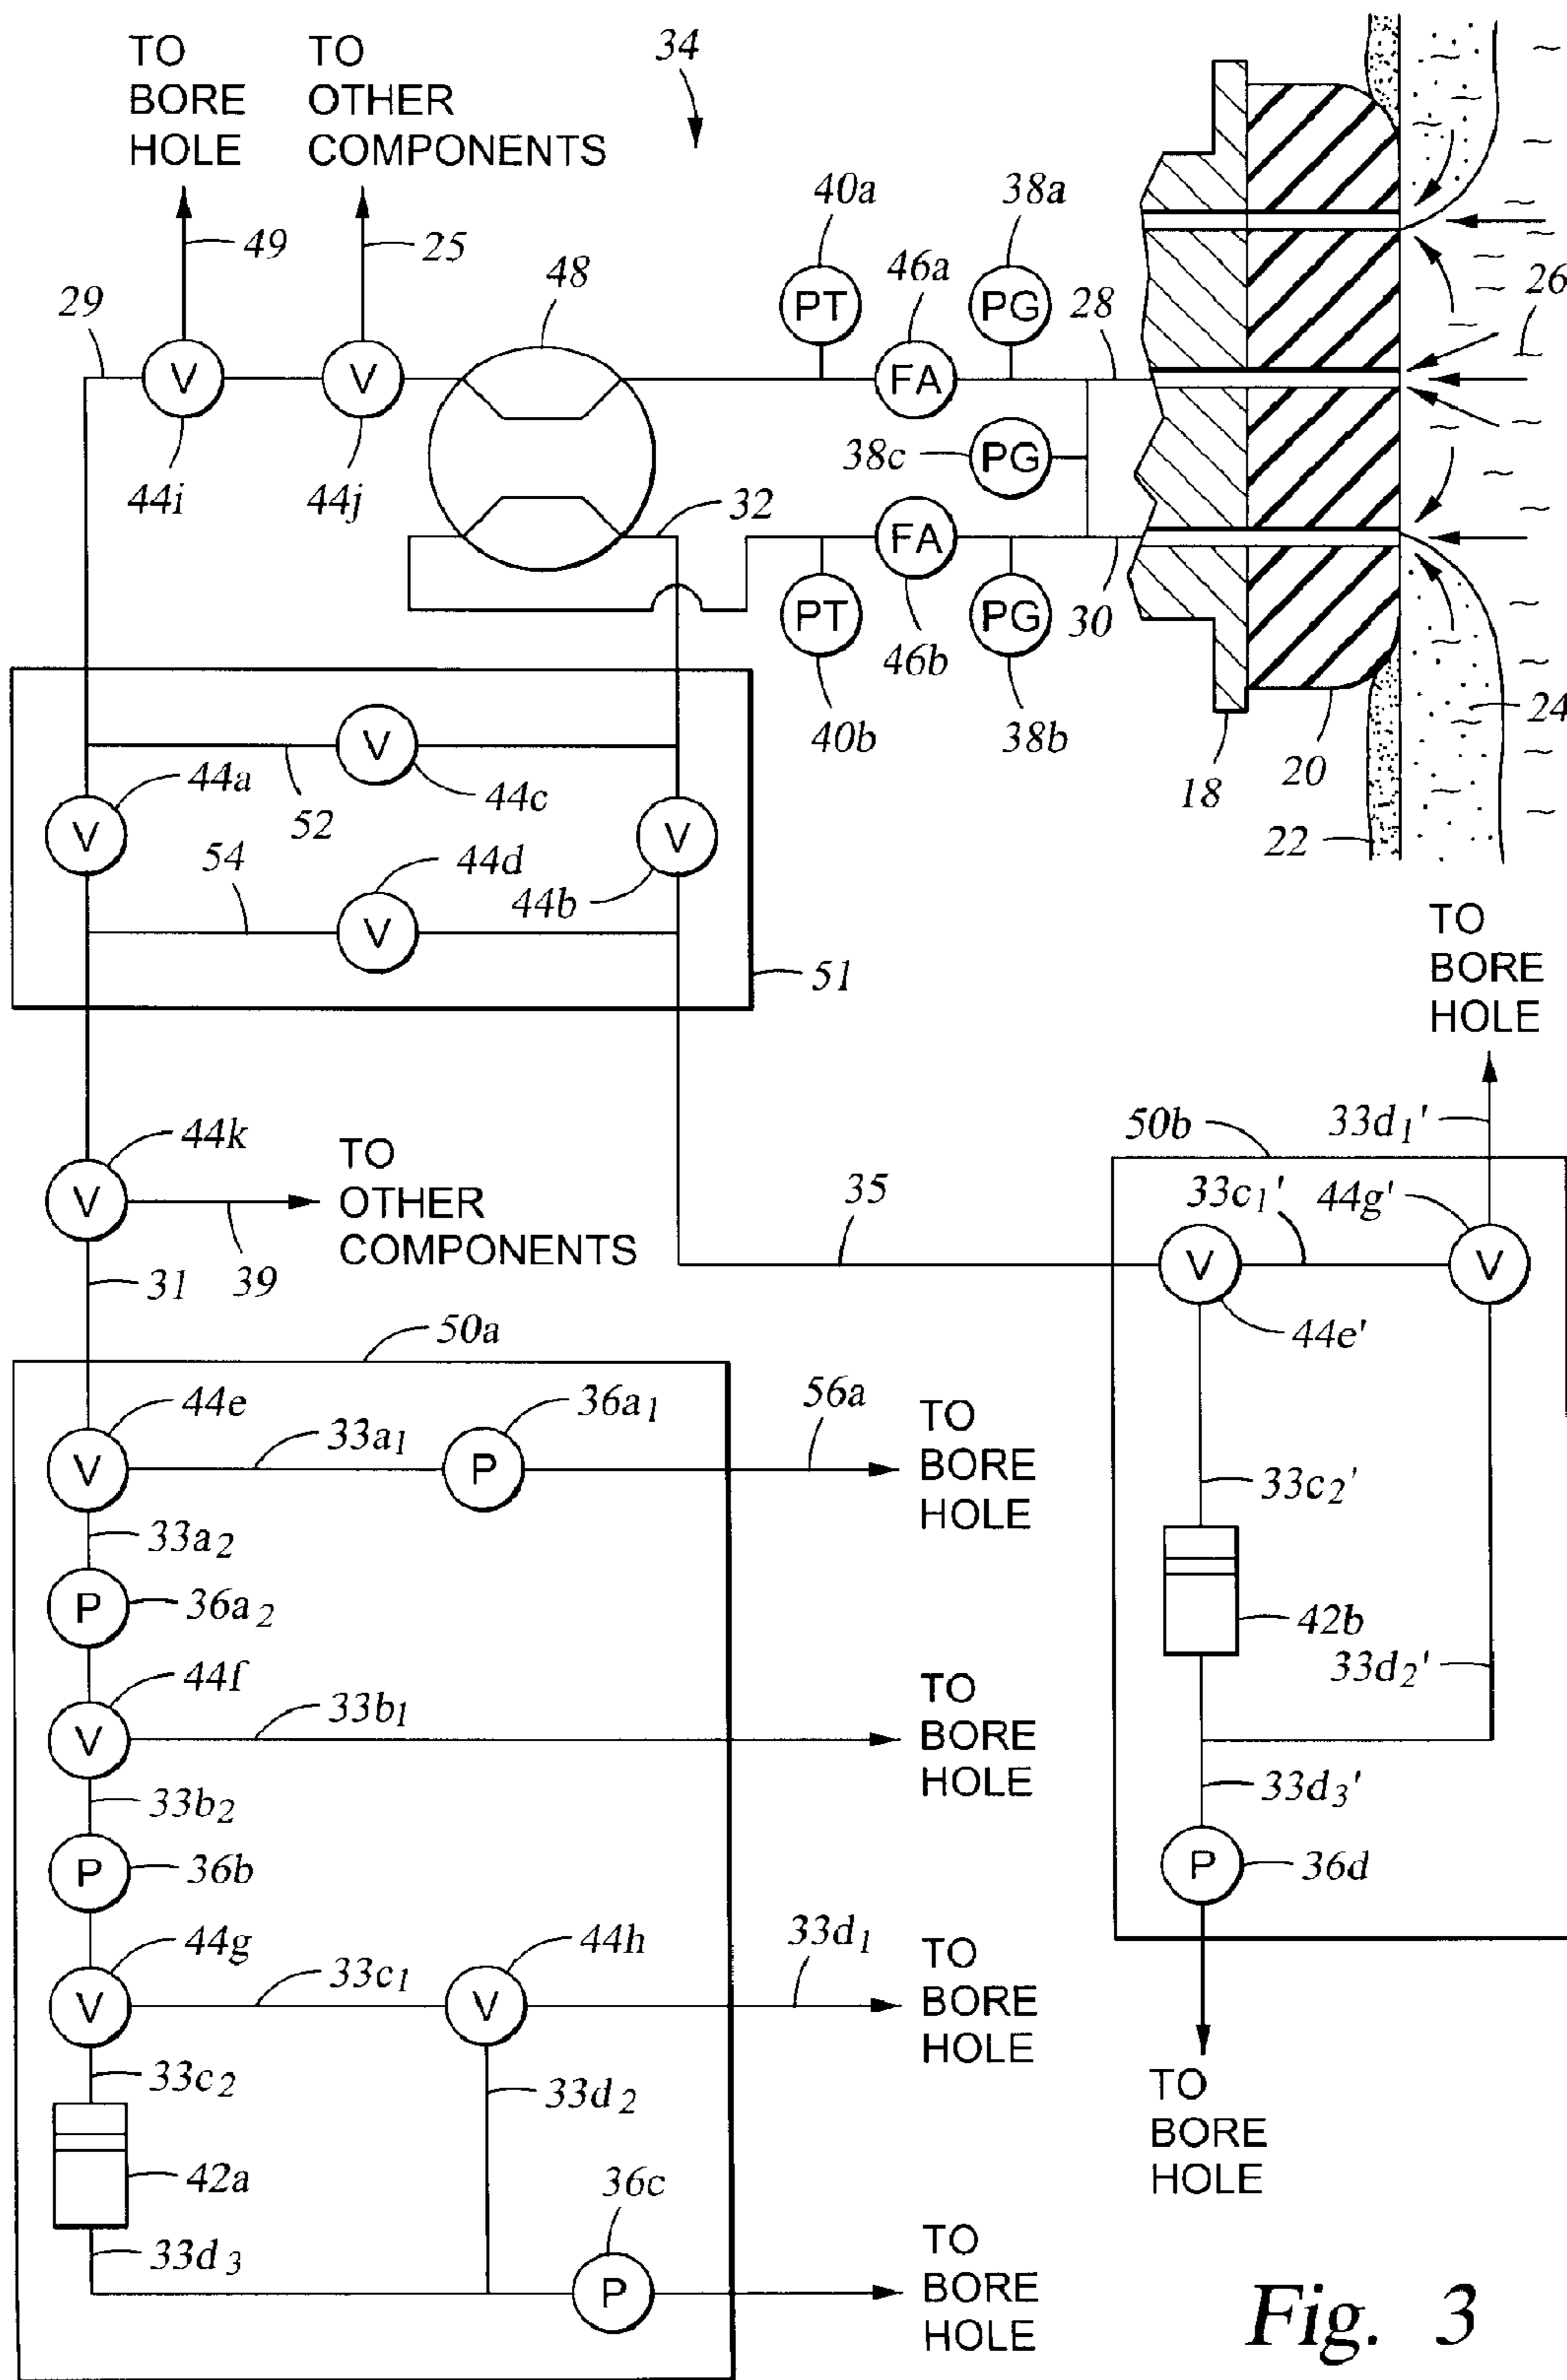 TO
BORE
HOLE
TO
OTHER
COMPONENTS
34
49
25
48
40a
46a
38a
29
PT
PG
28
26
V
V
FA
44i
44j
38c
PG
32
FA
PT
PG
30
46b
40b
38b
24
18
20
22
44a
V
44c
52
V
V
54
44d
44b
V
51
TO
BORE
HOLE
44k
V
TO
OTHER
COMPONENTS
31
39
35
50b
33d1'
33c1'
44g'
V
V
44e'
33c2'
42b
33d2'
33d3'
P
36d
TO
BORE
HOLE
50a
44e
36a1
56a
33a1
V
P
TO
BORE
HOLE
33a2
P
36a2
44f
33b1
V
TO
BORE
HOLE
33b2
P
36b
44g
44h
33d1
33c1
V
V
TO
BORE
HOLE
33c2
33d2
42a
36c
33d3
P
TO
BORE
HOLE
Fig. 3